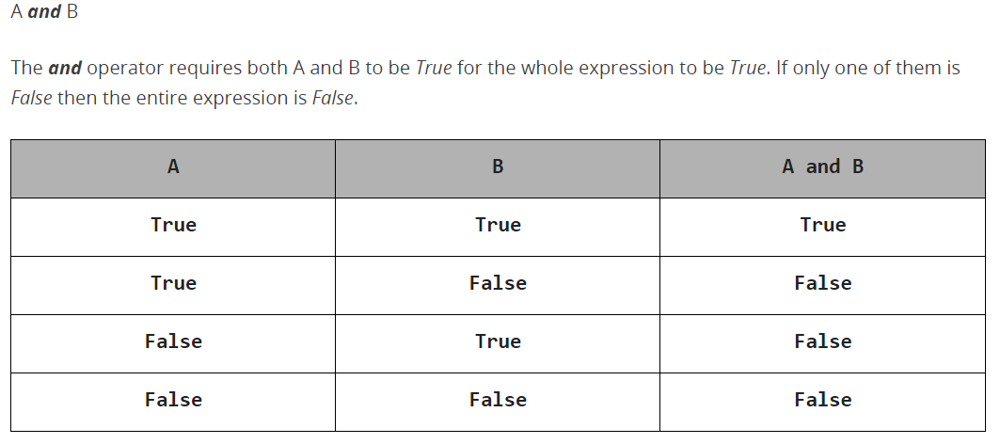 A and B
The and operator requires both A and B to be True for the whole expression to be True. If only one of them is
False then the entire expression is False.
A B A and B
True True True
True False False
False True False
False False False